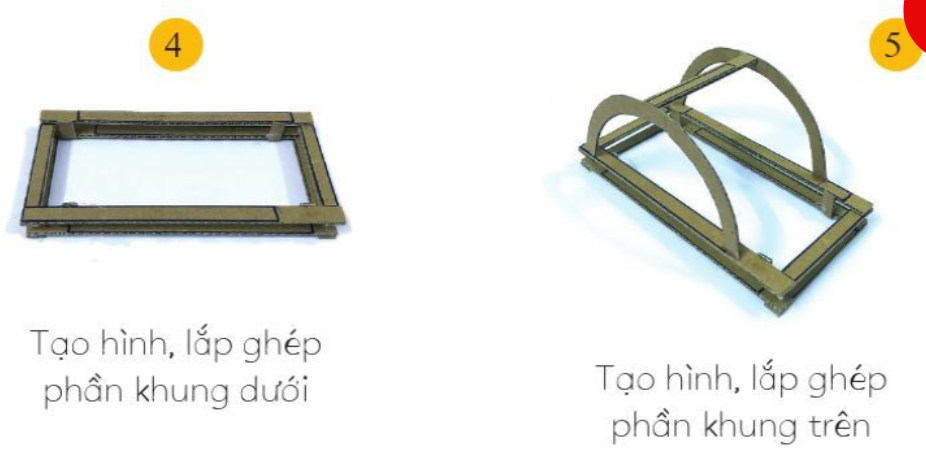 4
Tạo hình, lắp ghép
phần khung dưới
5
Tạo hình, lắp ghép
phần khung trên